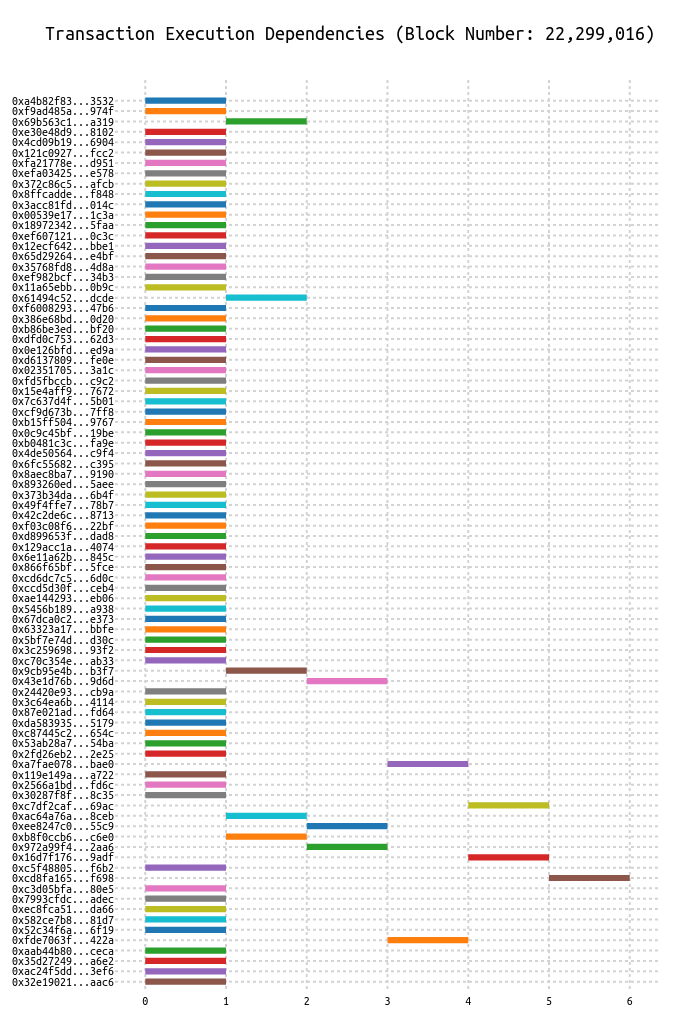 Transaction Execution Dependencies (Block Number: 22,299,016)
0xa4b82f83...3532
0xf9ad485a...974f
0x69b563c1...a319
0xe30e48d9...8102
0x4cd09b19...6904
0x121c0927...fcc2
0xfa21778e...d951
0xefa03425...e578
0x372c86c5...afcb
0x8ffcadde...f848
0x3acc81fd...014c
0x00539e17...1c3a
0x18972342...5faa
0xef607121...0c3c
0x12ecf642...bbe1
0x65d29264...e4bf
0x35768fd8...4d8a
0xef982bcf...34b3
0x11a65ebb...0b9c
0x61494c52...dcde
0xf6008293...47b6
0x386e68bd...0d20
0xb86be3ed...bf20
0xdfd0c753...62d3
0x0e126bfd...ed9a
0xd6137809...fe0e
0x02351705...3a1c
0xfd5fbccb...c9c2
0x15e4aff9...7672
0x7c637d4f...5b01
0xcf9d673b...7ff8
0xb15ff504...9767
0x0c9c45bf...19be
0xb0481c3c...fa9e
0x4de50564...c9f4
0x6fc55682...c395
0x8aec8ba7...9190
0x893260ed...5aee
0x373b34da...6b4f
0x49f4ffe7...78b7
0x42c2de6c...8713
0xf03c08f6...22bf
0xd899653f...dad8
0x129acc1a...4074
0x6e11a62b...845c
0x866f65bf...5fce
0xcd6dc7c5...6d0c
0xccd5d30f...ceb4
0xae144293...eb06
0x5456b189...a938
0x67dca0c2...e373
0x63323a17...bbfe
0x5bf7e74d...d30c
0x3c259698...93f2
0xc70c354e...ab33
0x9cb95e4b...b3f7
0x43e1d76b...9d6d
0x24420e93...cb9a
0x3c64ea6b...4114
0x87e021ad...fd64
0xda583935...5179
0xc87445c2...654c
0x53ab28a7...54ba
0x2fd26eb2...2e25
0xa7fae078...bae0
0x119e149a...a722
0x2566a1bd...fd6c
0x30287f8f...8c35
0xc7df2caf...69ac
0xac64a76a...8ceb
0xee8247c0...55c9
0xb8f0ccb6...c6e0
0x972a99f4...2aa6
0x16d7f176...9adf
0xc5f48805...f6b2
0xcd8fa165...f698
0xc3d05bfa...80e5
0x7993cfdc...adec
0xec8fca51...da66
0x582ce7b8...81d7
0x52c34f6a...6f19
0xfde7063f...422a
0xaab44b80...ceca
0x35d27249...a6e2
0xac24f5dd...3ef6
0x32e19021...aac6
0 1 2 3 4 5 6